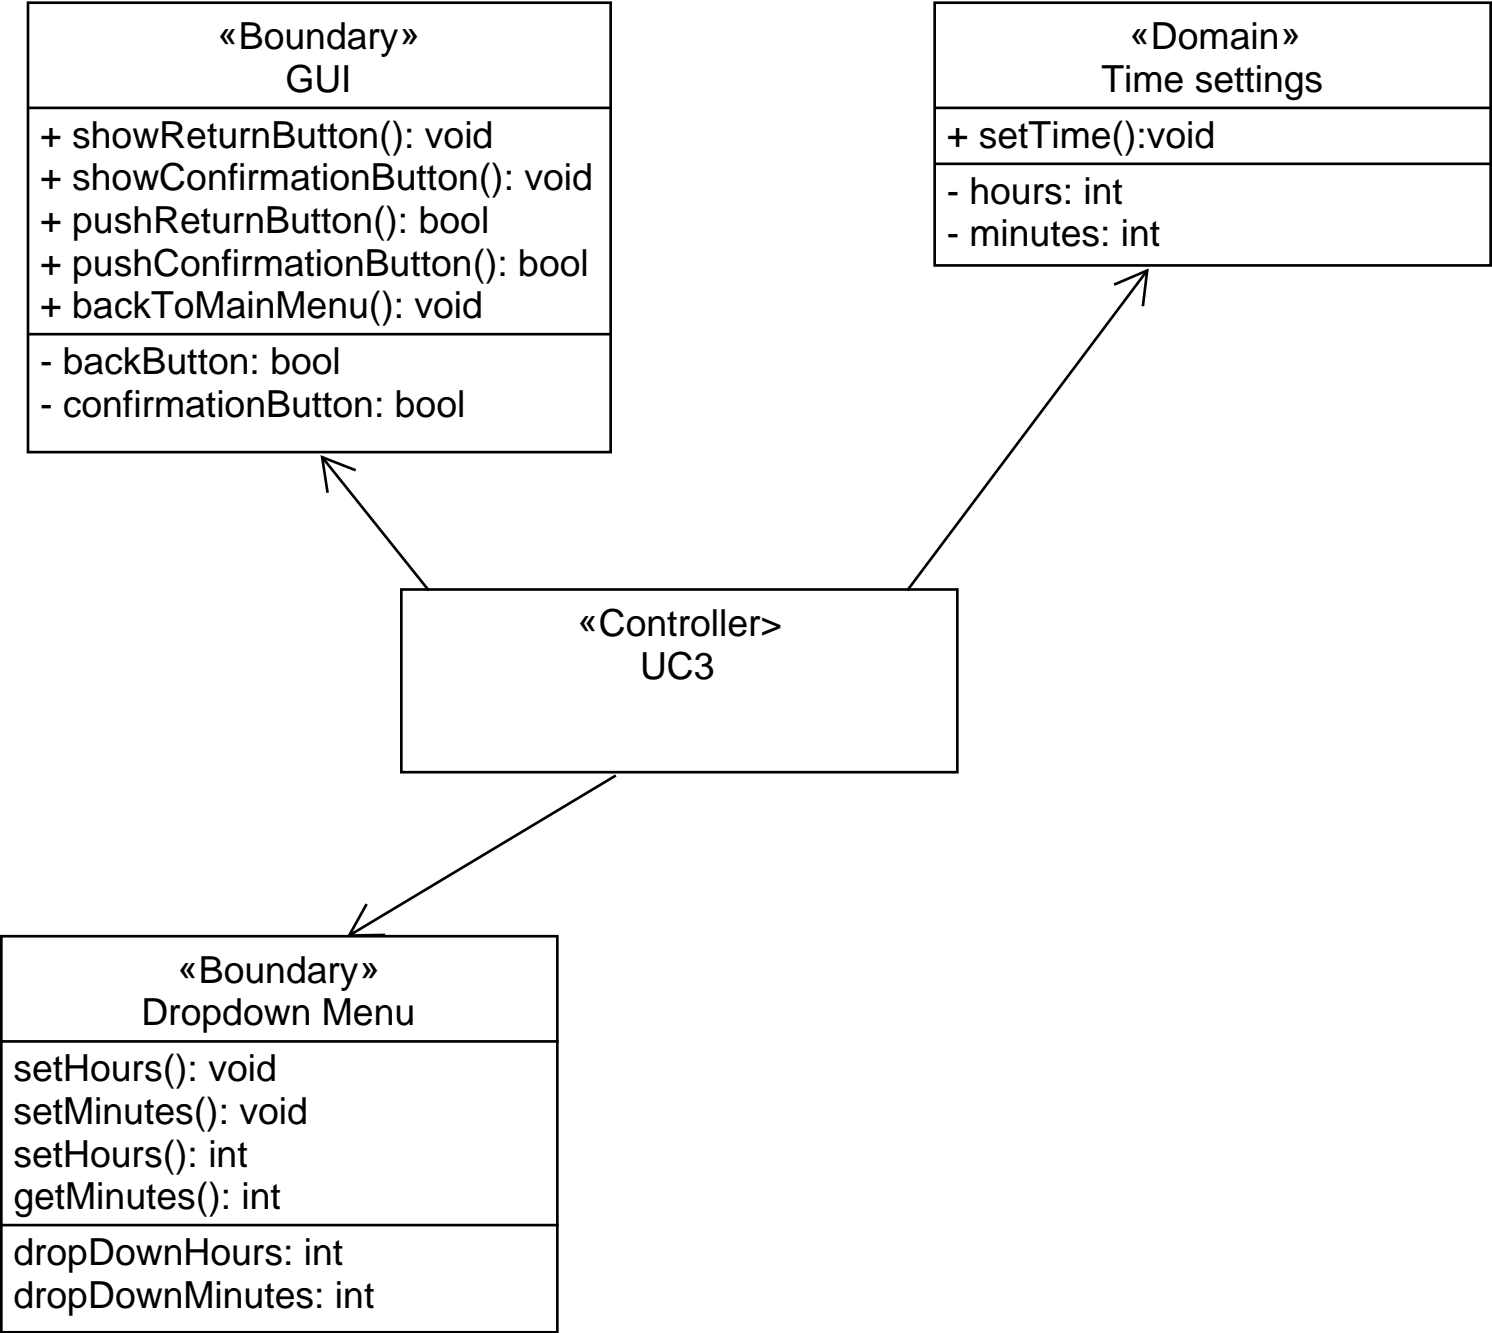 «Boundary»
GUI
+ showReturnButton(): void
+ showConfirmationButton(): void
+ pushReturnButton(): bool
+ pushConfirmationButton(): bool
+ backToMainMenu(): void
- backButton: bool
- confirmationButton: bool
«Domain»
Time settings
+ setTime():void
- hours: int
- minutes: int
«Controller>
UC3
«Boundary»
Dropdown Menu
setHours(): void
setMinutes(): void
setHours(): int
getMinutes(): int
dropDownHours: int
dropDownMinutes: int